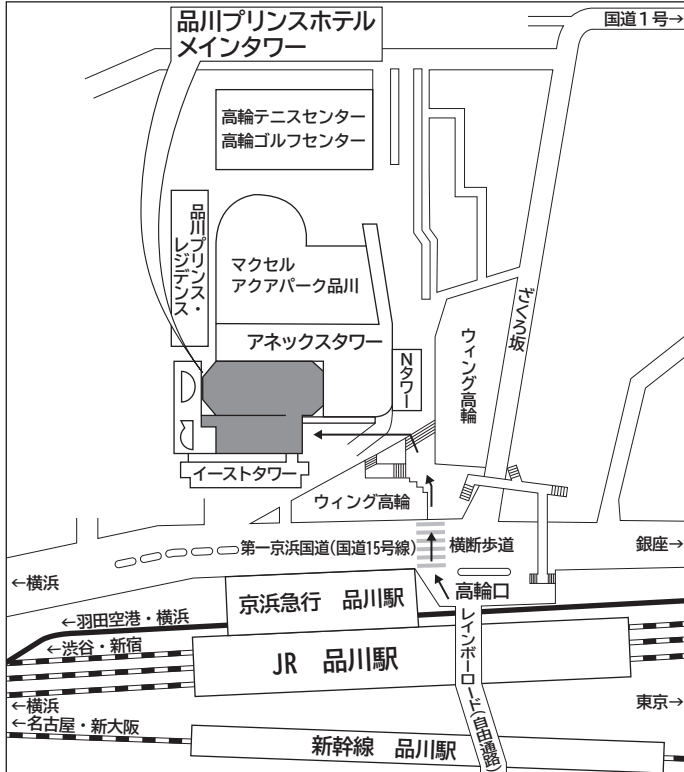 品川プリンスホテル
メインタワー
国道1号→
高輪テニスセンター
高輪ゴルフセンター
品川プリンス・
レジデンス
マクセル
アクアパーク品川
アネックスタワー
Nタワー
ウィング高輪
ざくろ坂
イーストタワー
ウィング高輪
第一京浜国道(国道15号線)
横断歩道
銀座→
←横浜
京浜急行 品川駅
高輪口
←羽田空港・横浜
←渋谷・新宿
JR 品川駅
レインボーロード(自由通路)
←横浜
東京→
←名古屋・新大阪
新幹線 品川駅